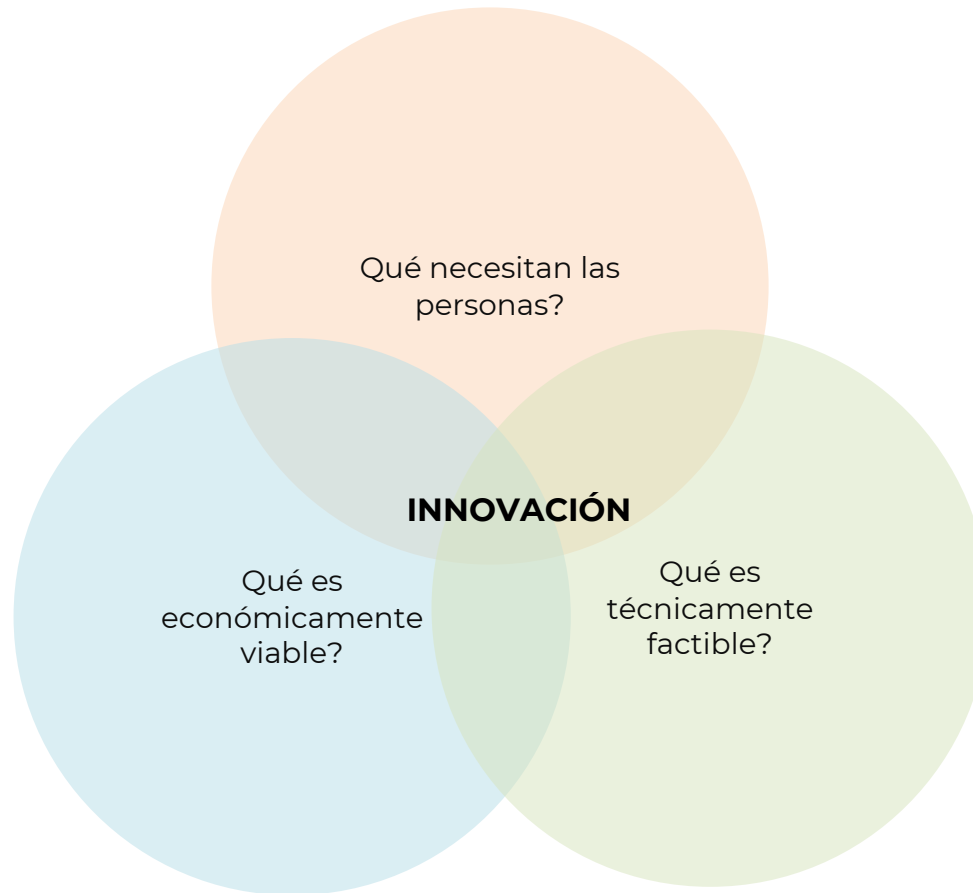 Qué necesitan las
personas?
INNOVACIÓN
Qué es
económicamente
viable?
Qué es
técnicamente
factible?